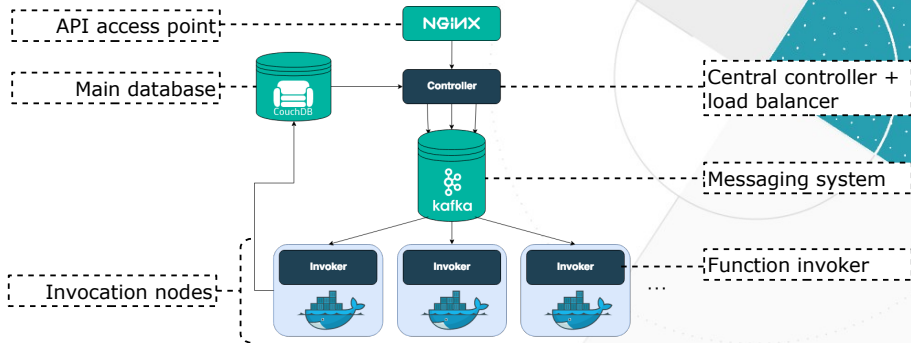 API access point
NGINX
Main database
CouchDB
Controller
Central controller +
load balancer
Messaging system
kafka
Invoker
Invoker
Invoker
Function invoker
Invocation nodes
...